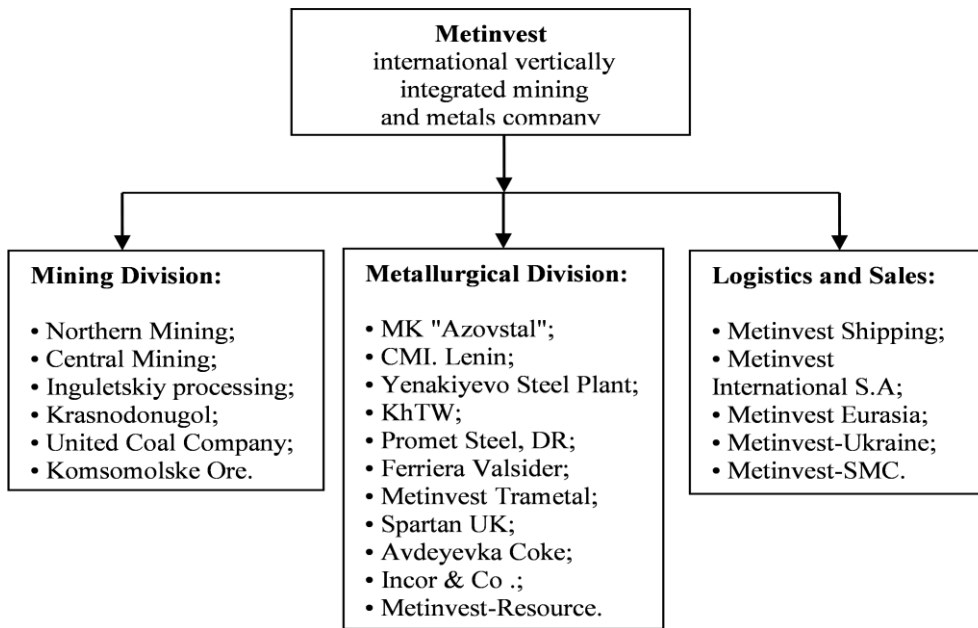 Metinvest
international vertically
integrated mining
and metals company
Mining Division:
• Northern Mining;
• Central Mining;
• Inguletskiy processing;
• Krasnodonugol;
• United Coal Company;
• Komsomolske Ore.
Metallurgical Division:
• MK "Azovstal";
• CMI. Lenin;
• Yenakiyevo Steel Plant;
• KhTW;
• Promet Steel, DR;
• Ferriera Valsider;
• Metinvest Trametal;
• Spartan UK;
• Avdeyevka Coke;
• Incor & Co .;
• Metinvest-Resource.
Logistics and Sales:
• Metinvest Shipping;
• Metinvest
International S.A;
• Metinvest Eurasia;
• Metinvest-Ukraine;
• Metinvest-SMC.